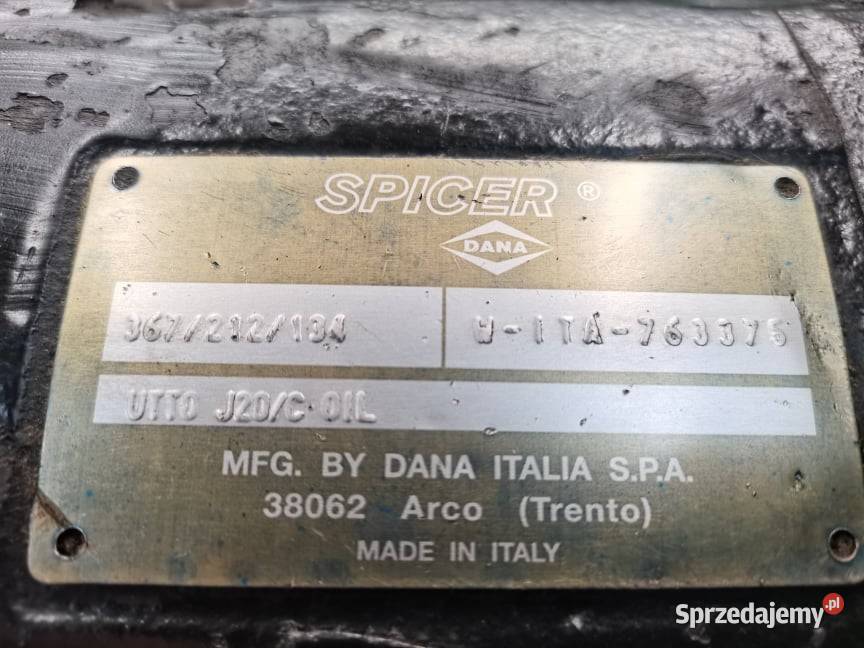 SPICER ®
DANA
367/212/134
W-ITA-763375
UTTO J20/C OIL
MFG. BY DANA ITALIA S.P.A.
38062 Arco (Trento)
MADE IN ITALY
Sprzedajemy.pl